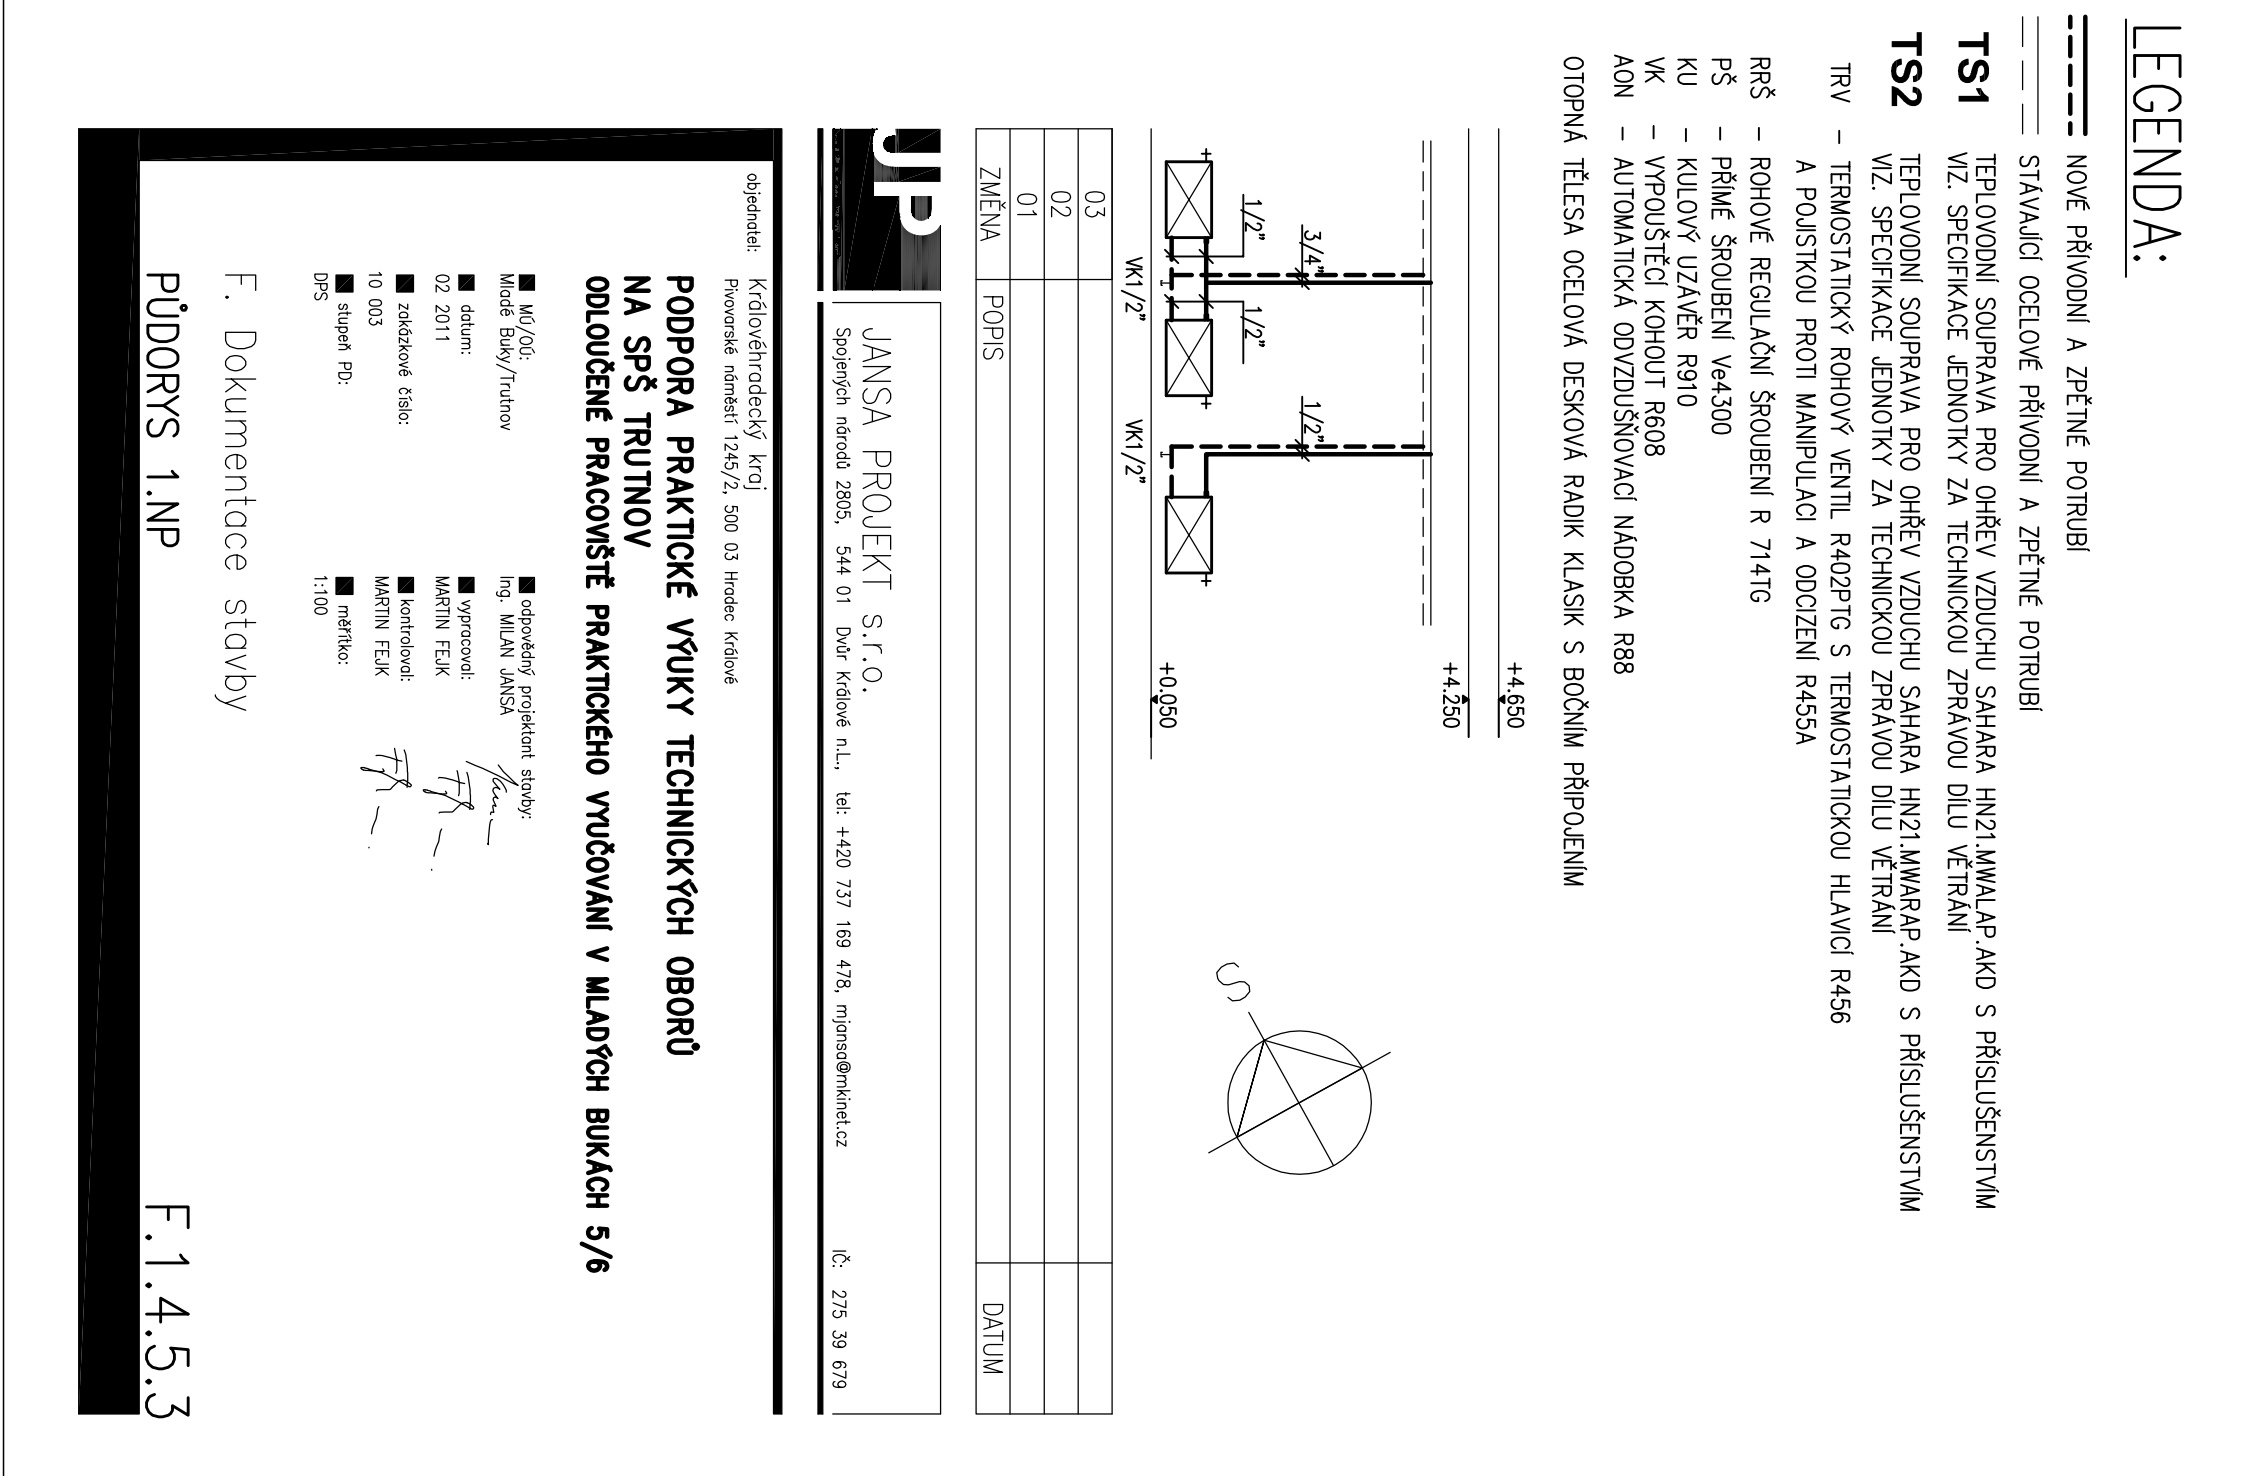 LEGENDA:
NOVÉ PŘÍVODNÍ A ZPĚTNÉ POTRUBÍ
STÁVAJÍCÍ OCELOVÉ PŘÍVODNÍ A ZPĚTNÉ POTRUBÍ
TS1 TEPLOVODNÍ SOUPRAVA PRO OHŘEV VZDUCHU SAHARA HN21.MWALAP.AKD S PŘÍSLUŠENSTVÍM
VIZ. SPECIFIKACE JEDNOTKY ZA TECHNICKOU ZPRÁVOU DÍLU VĚTRÁNÍ
TS2 TEPLOVODNÍ SOUPRAVA PRO OHŘEV VZDUCHU SAHARA HN21.MWARAP.AKD S PŘÍSLUŠENSTVÍM
VIZ. SPECIFIKACE JEDNOTKY ZA TECHNICKOU ZPRÁVOU DÍLU VĚTRÁNÍ
TRV – TERMOSTATICKÝ ROHOVÝ VENTIL R402PTG S TERMOSTATICKOU HLAVICÍ R456
A POJISTKOU PROTI MANIPULACI A ODCIZENÍ R455A
RRŠ – ROHOVÉ REGULAČNÍ ŠROUBENÍ R 714TG
PŠ – PŘÍMÉ ŠROUBENÍ Ve4300
KU – KULOVÝ UZÁVĚR R910
VK – VYPOUŠTĚCÍ KOHOUT R608
AON – AUTOMATICKÁ ODVZDUŠŇOVACÍ NÁDOBKA R88
OTOPNÁ TĚLESA OCELOVÁ DESKOVÁ RADIK KLASIK S BOČNÍM PŘIPOJENÍM
+4.650
+4.250
3/4"
1/2"
1/2"
1/2"
+0.050
VK1/2"
VK1/2"
S
03
02
01
ZMĚNA POPIS DATUM
JP
JANSA PROJEKT s.r.o.
Spojených národů 2805, 544 01 Dvůr Králové n.L., tel: +420 737 169 478, mjansa@mkinet.cz IČ: 275 39 679
objednatel: Královéhradecký kraj
Pivovarské náměstí 1245/2, 500 03 Hradec Králové
PODPORA PRAKTICKÉ VÝUKY TECHNICKÝCH OBORŮ
NA SPŠ TRUTNOV
ODLOUČENÉ PRACOVIŠTĚ PRAKTICKÉHO VYUČOVÁNÍ V MLADÝCH BUKÁCH 5/6
MÚ/OÚ: odpovědný projektant stavby:
Mladé Buky/Trutnov Ing. MILAN JANSA
datum: vypracoval:
02 2011 MARTIN FEJK
zakázkové číslo: kontroloval:
10 003 MARTIN FEJK
stupeň PD: měřítko:
DPS 1:100
F. Dokumentace stavby
PŮDORYS 1.NP F.1.4.5.3